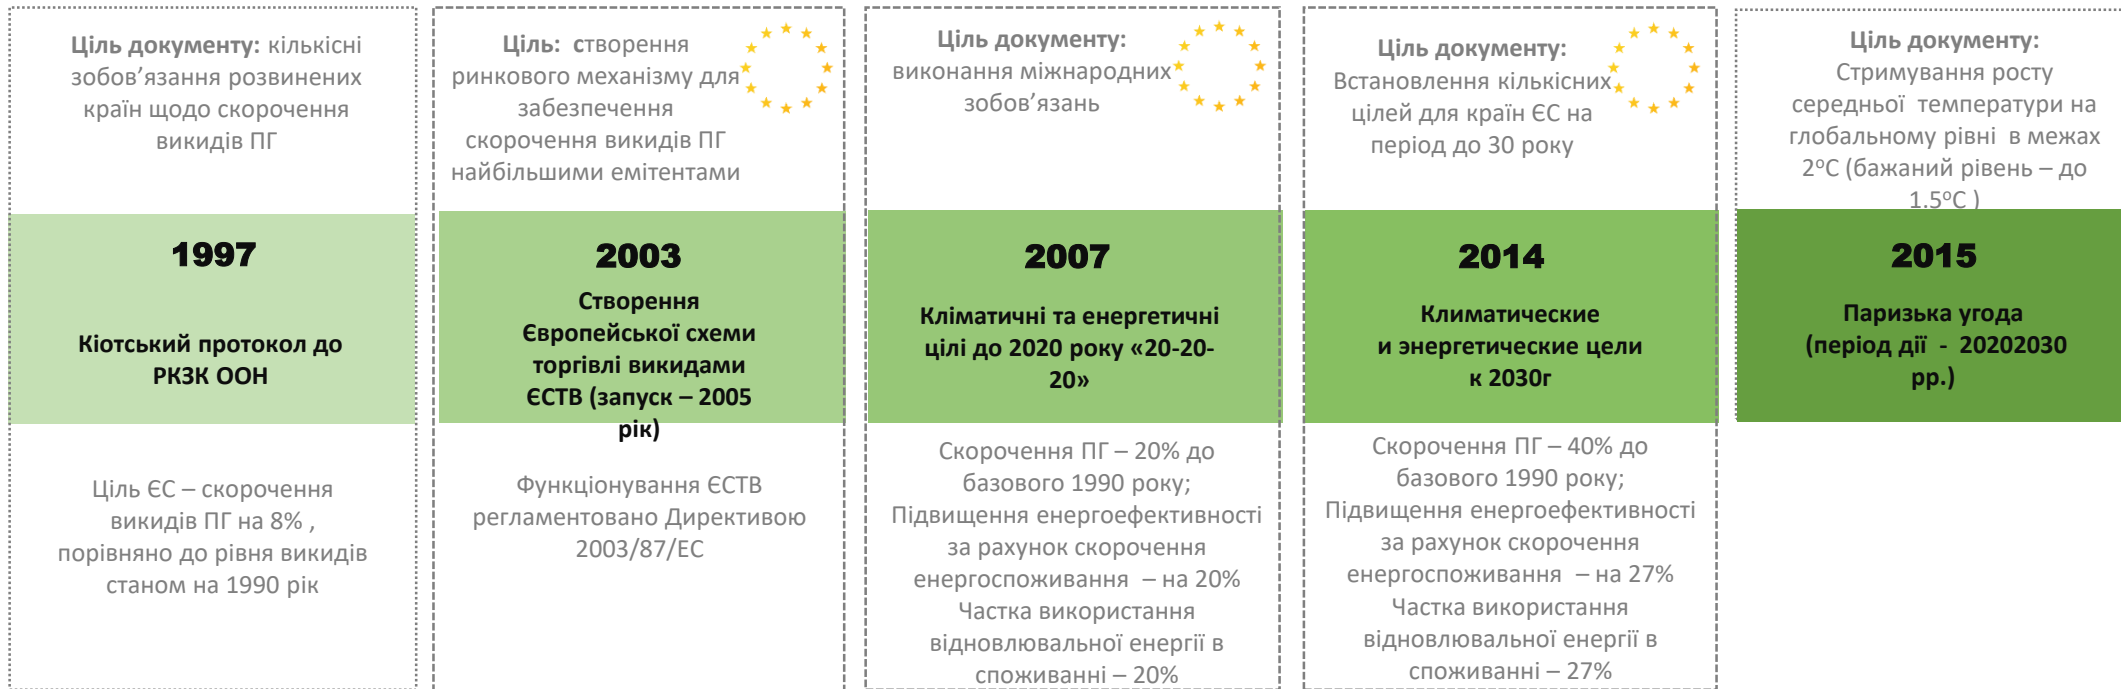 Ціль документу: кількісні
зобов’язання розвинених
країн щодо скорочення
викидів ПГ
1997
Кіотський протокол до
РКЗК ООН
Ціль ЄС – скорочення
викидів ПГ на 8% ,
порівняно до рівня викидів
станом на 1990 рік
Ціль: створення
ринкового механізму для
забезпечення
скорочення викидів ПГ
найбільшими емітентами
2003
Створення
Європейської схеми
торгівлі викидами
ЄСТВ (запуск – 2005
рік)
Функціонування ЄСТВ
регламентовано Директивою
2003/87/ЕС
Ціль документу:
виконання міжнародних
зобов’язань
2007
Кліматичні та енергетичні
цілі до 2020 року «20-20-
20»
Скорочення ПГ – 20% до
базового 1990 року;
Підвищення енергоефективності
за рахунок скорочення
енергоспоживання – на 20%
Частка використання
відновлювальної енергії в
споживанні – 20%
Ціль документу:
Встановлення кількісних
цілей для країн ЄС на
період до 30 року
2014
Климатические
и энергетические цели
к 2030г
Скорочення ПГ – 40% до
базового 1990 року;
Підвищення енергоефективності
за рахунок скорочення
енергоспоживання – на 27%
Частка використання
відновлювальної енергії в
споживанні – 27%
Ціль документу:
Стримування росту
середньої температури на
глобальному рівні в межах
2°С (бажаний рівень – до
1.5°С )
2015
Паризька угода
(період дії - 20202030
рр.)